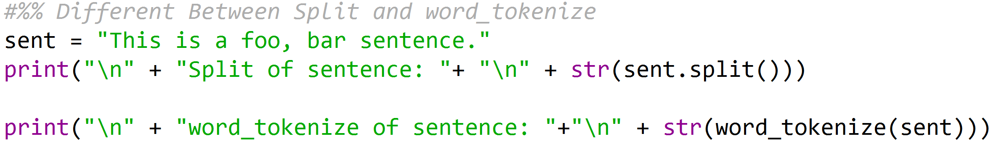 #%% Different Between Split and word_tokenize
sent = "This is a foo, bar sentence."
print("\n" + "Split of sentence: "+ "\n" + str(sent.split()))
print("\n" + "word_tokenize of sentence: "+"\n" + str(word_tokenize(sent)))